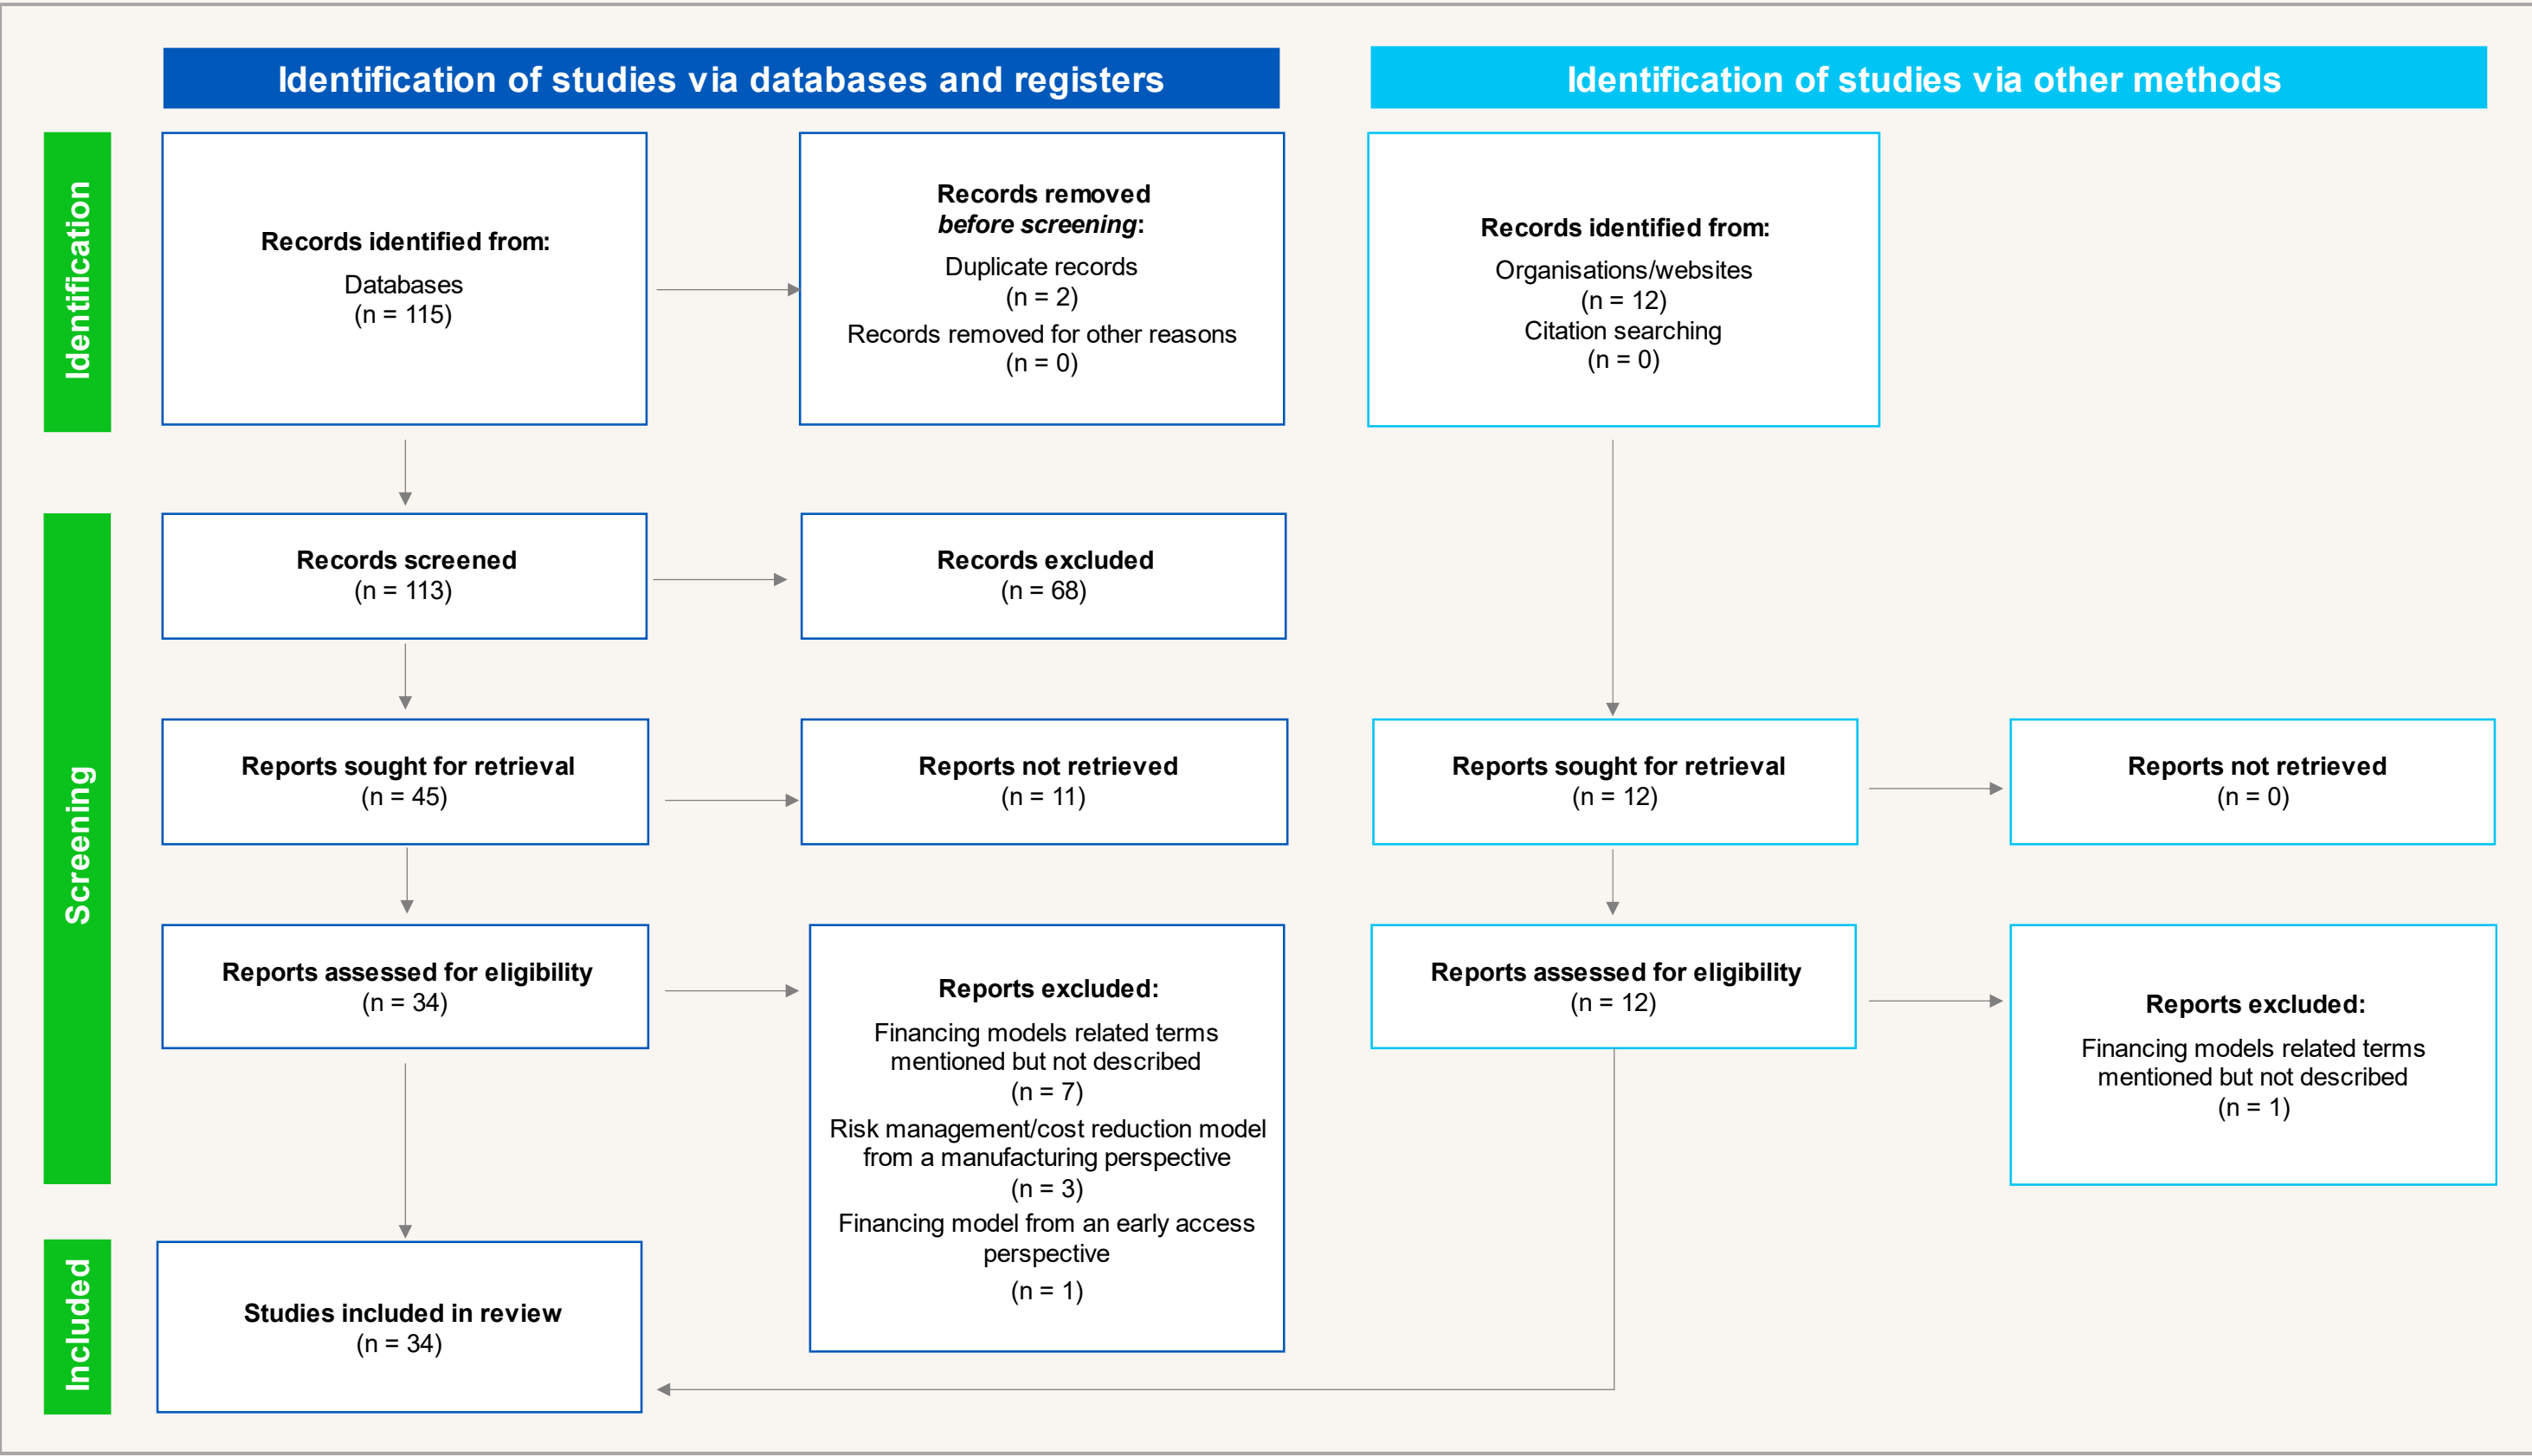 Identification of studies via databases and registers
Identification of studies via other methods
Identification
Records identified from:
Databases
(n = 115)
Records removed
before screening:
Duplicate records
(n = 2)
Records removed for other reasons
(n = 0)
Records identified from:
Organisations/websites
(n = 12)
Citation searching
(n = 0)
Screening
Records screened
(n = 113)
Records excluded
(n = 68)
Reports sought for retrieval
(n = 45)
Reports not retrieved
(n = 11)
Reports sought for retrieval
(n = 12)
Reports not retrieved
(n = 0)
Reports assessed for eligibility
(n = 34)
Reports excluded:
Financing models related terms
mentioned but not described
(n = 7)
Risk management/cost reduction model
from a manufacturing perspective
(n = 3)
Financing model from an early access
perspective
(n = 1)
Reports assessed for eligibility
(n = 12)
Reports excluded:
Financing models related terms
mentioned but not described
(n = 1)
Included
Studies included in review
(n = 34)